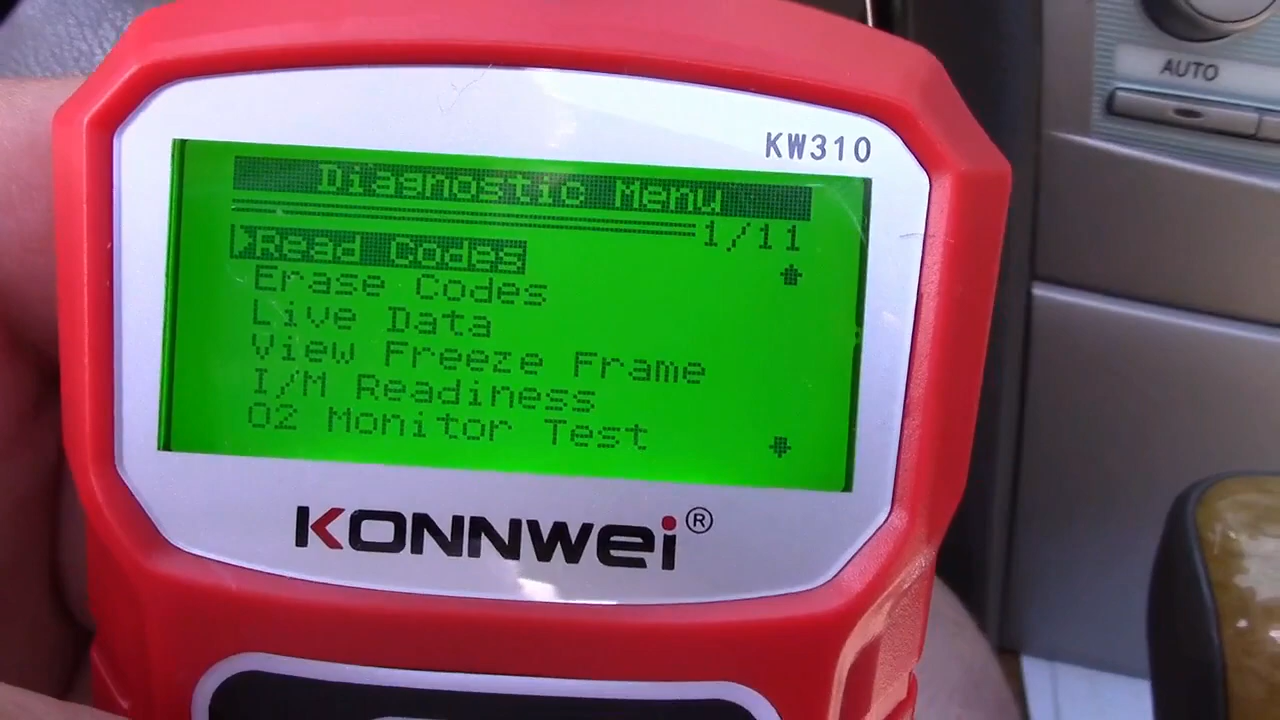 AUTO
KW310
Diagnostic Menu
1/11
Read Codes
Erase Codes
Live Data
View Freeze Frame
I/M Readiness
O2 Monitor Test
KONNWEi®